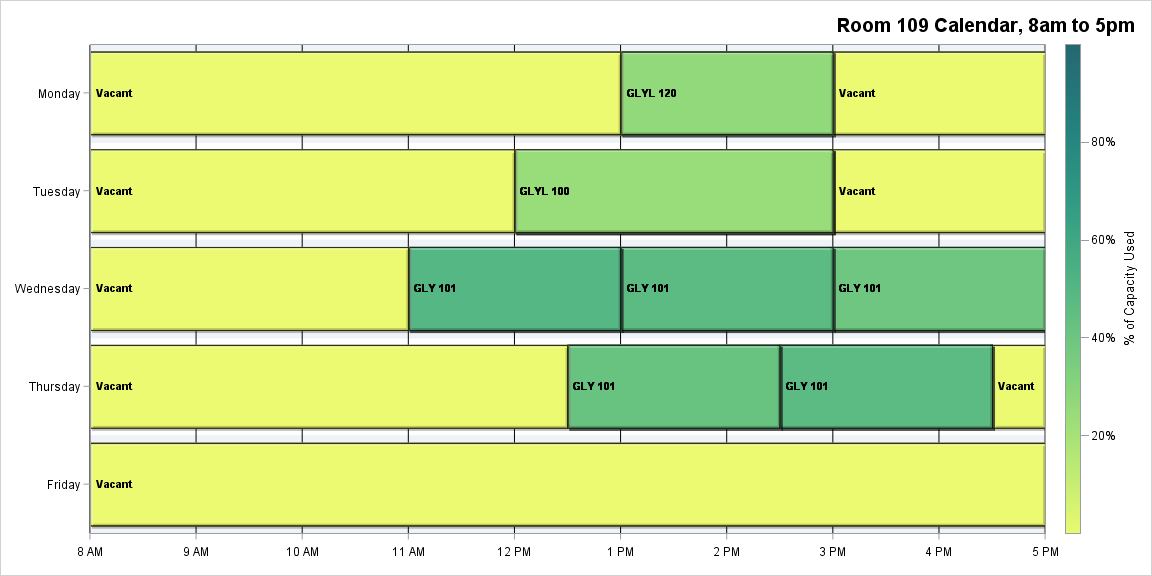 Room 109 Calendar, 8am to 5pm
Monday
Vacant
GLYL 120
Vacant
Tuesday
Vacant
GLYL 100
Vacant
Wednesday
Vacant
GLY 101
GLY 101
GLY 101
Thursday
Vacant
GLY 101
GLY 101
Vacant
Friday
Vacant
8 AM
9 AM
10 AM
11 AM
12 PM
1 PM
2 PM
3 PM
4 PM
5 PM
80%
60%
40%
20%
% of Capacity Used